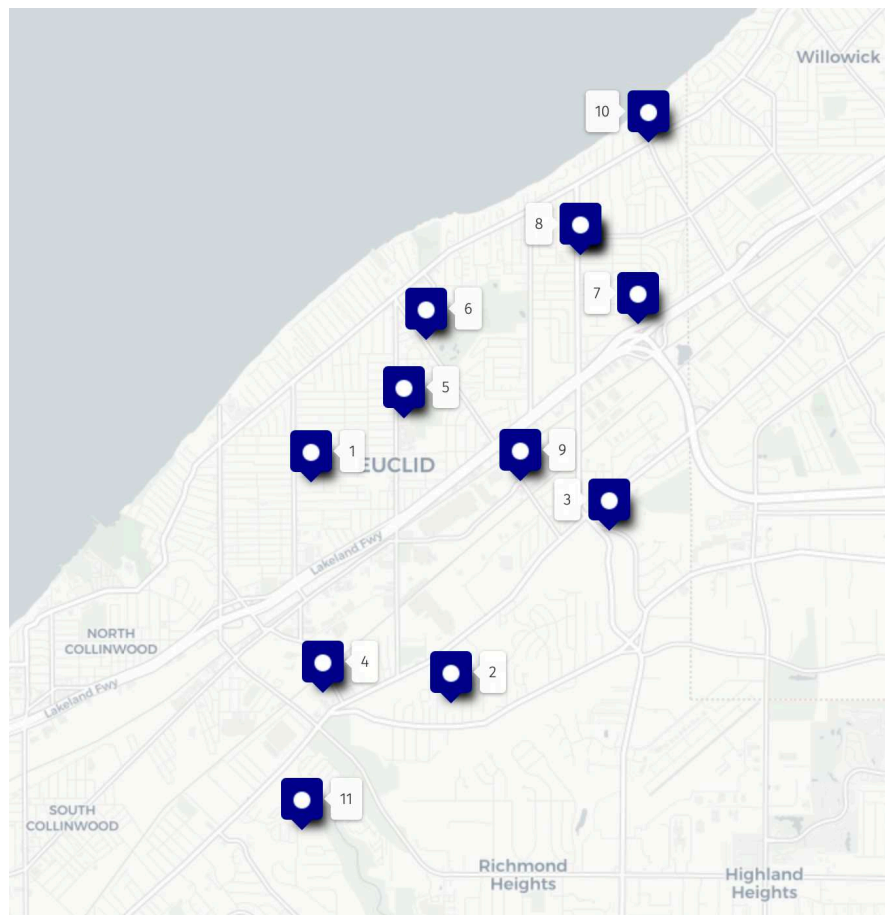 Willowick
10
8
7
6
5
1
EUCLID
9
3
Lakeland Fwy
NORTH
COLLINWOOD
4
2
Lakeland Fwy
11
SOUTH
COLLINWOOD
Richmond
Heights
Highland
Heights